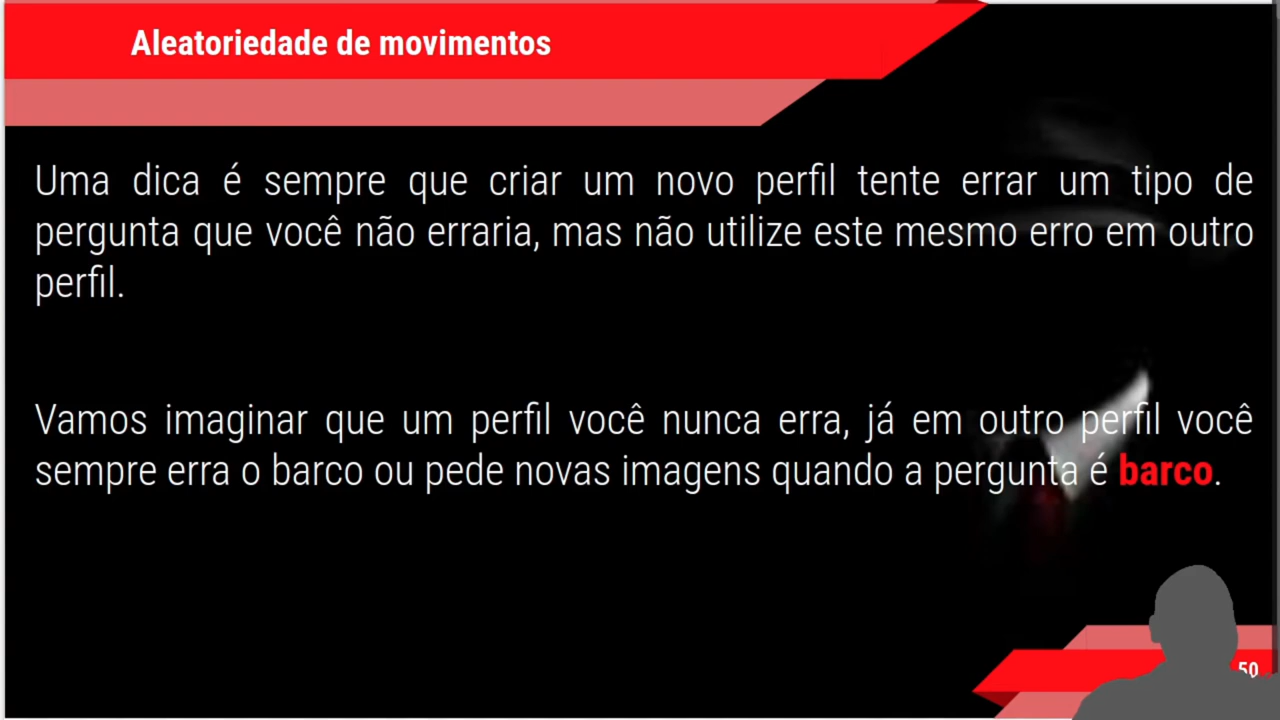 Aleatoriedade de movimentos
Uma dica é sempre que criar um novo perfil tente errar um tipo de
pergunta que você não erraria, mas não utilize este mesmo erro em outro
perfil.
Vamos imaginar que um perfil você nunca erra, já em outro perfil você
sempre erra o barco ou pede novas imagens quando a pergunta é barco.
50